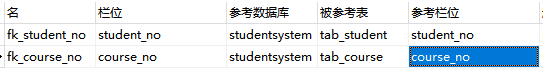 名 栏位 参考数据库 被参考表 参考栏位
fk_student_no student_no studentsystem tab_student student_no
fk_course_no course_no studentsystem tab_course course_no